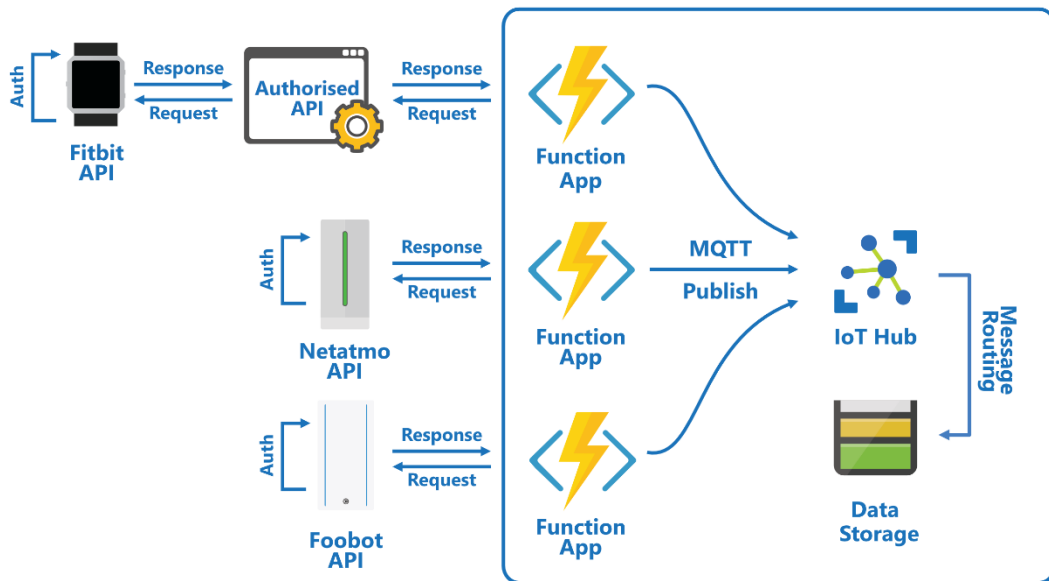 Auth
Fitbit
API
Response
Request
Authorised
API
Response
Request
Function
App
Auth
Netatmo
API
Response
Request
Function
App
MQTT
Publish
IoT Hub
Message
Routing
Auth
Foobot
API
Response
Request
Function
App
Data
Storage